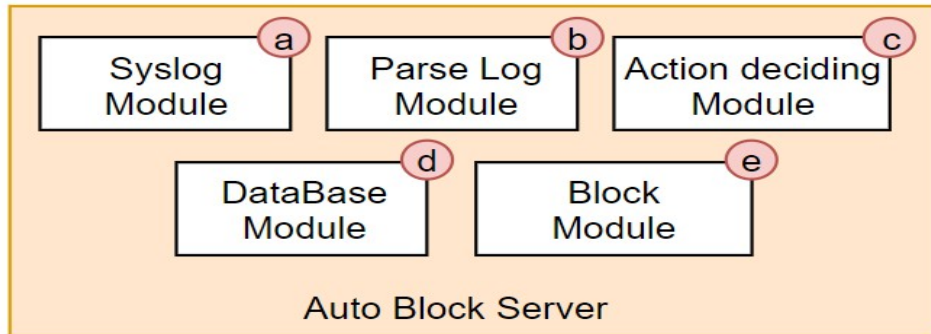 a
Syslog
Module
b
Parse Log
Module
c
Action deciding
Module
d
DataBase
Module
e
Block
Module
Auto Block Server